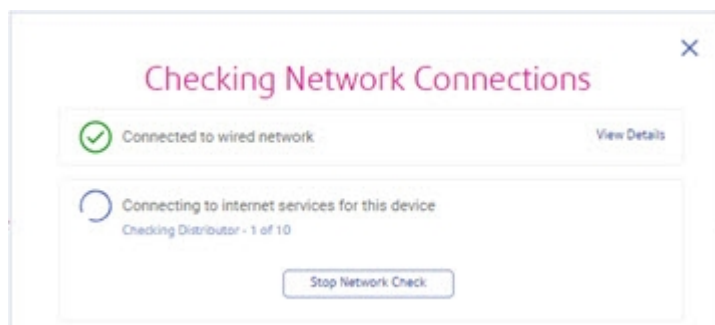 Checking Network Connections
Connected to wired network View Details
Connecting to internet services for this device
Checking Distributor - 1 of 10
Stop Network Check